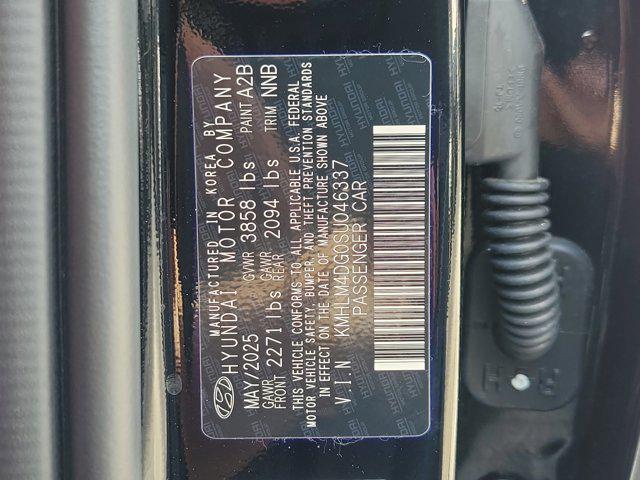 MANUFACTURED IN KOREA BY
HYUNDAI MOTOR COMPANY
MAY/2025 GVWR 3858 lbs PAINT A2B
GAWR FRONT 2271 lbs GAWR REAR 2094 lbs TRIM NNB
THIS VEHICLE CONFORMS TO ALL APPLICABLE U.S.A. FEDERAL
MOTOR VEHICLE SAFETY, BUMPER, AND THEFT PREVENTION STANDARDS
IN EFFECT ON THE DATE OF MANUFACTURE SHOWN ABOVE
V.I.N KMHLM4DG0SU046337
PASSENGER CAR